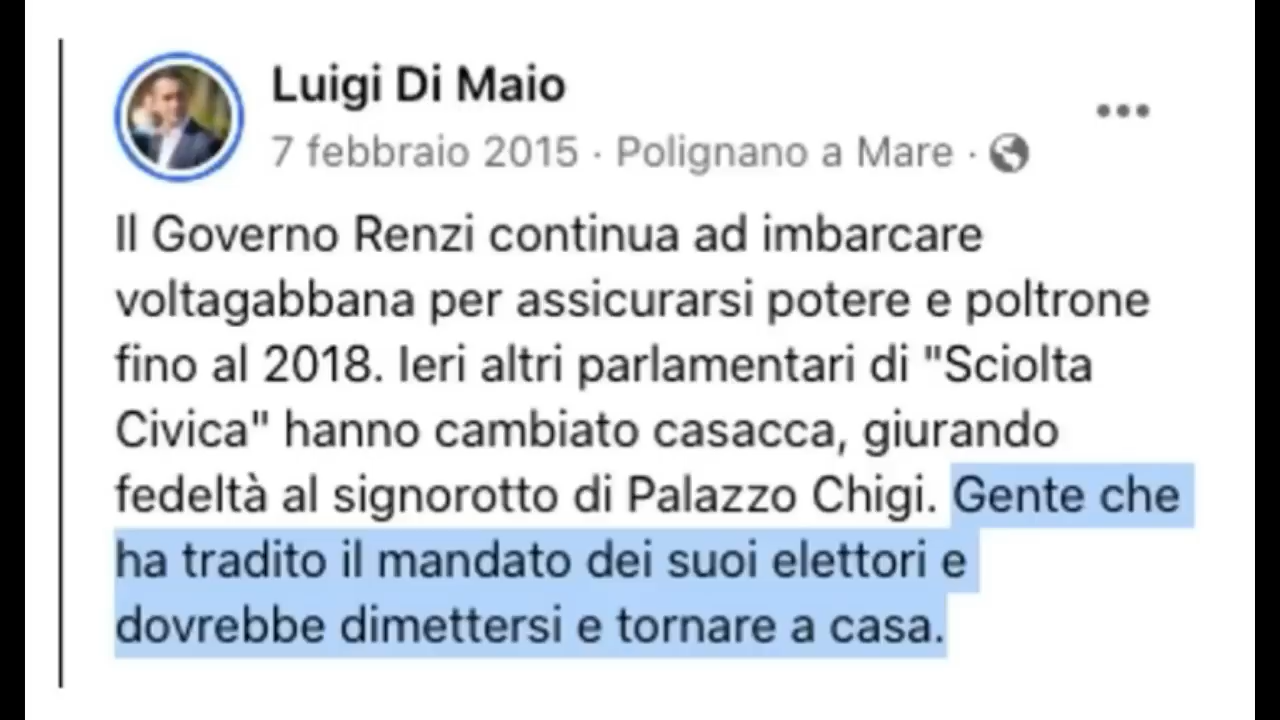 Luigi Di Maio
7 febbraio 2015 · Polignano a Mare ·
Il Governo Renzi continua ad imbarcare
voltagabbana per assicurarsi potere e poltrone
fino al 2018. Ieri altri parlamentari di "Sciolta
Civica" hanno cambiato casacca, giurando
fedeltà al signorotto di Palazzo Chigi. Gente che
ha tradito il mandato dei suoi elettori e
dovrebbe dimettersi e tornare a casa.